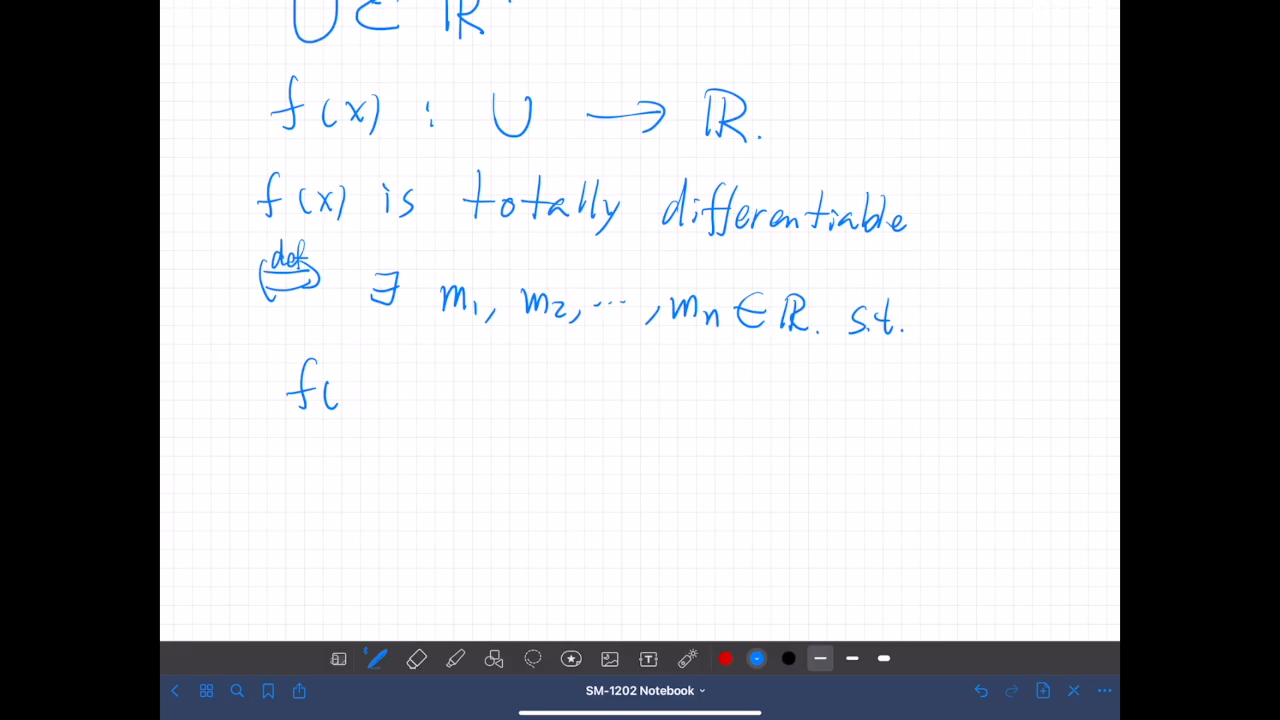 U ⊂ ℝ
f(x) : U → ℝ.
f(x) is totally differentiable
def ⟺ ∃ m₁, m₂, ⋯ , mₙ ∈ ℝ. s.t.
f(
SM-1202 Notebook